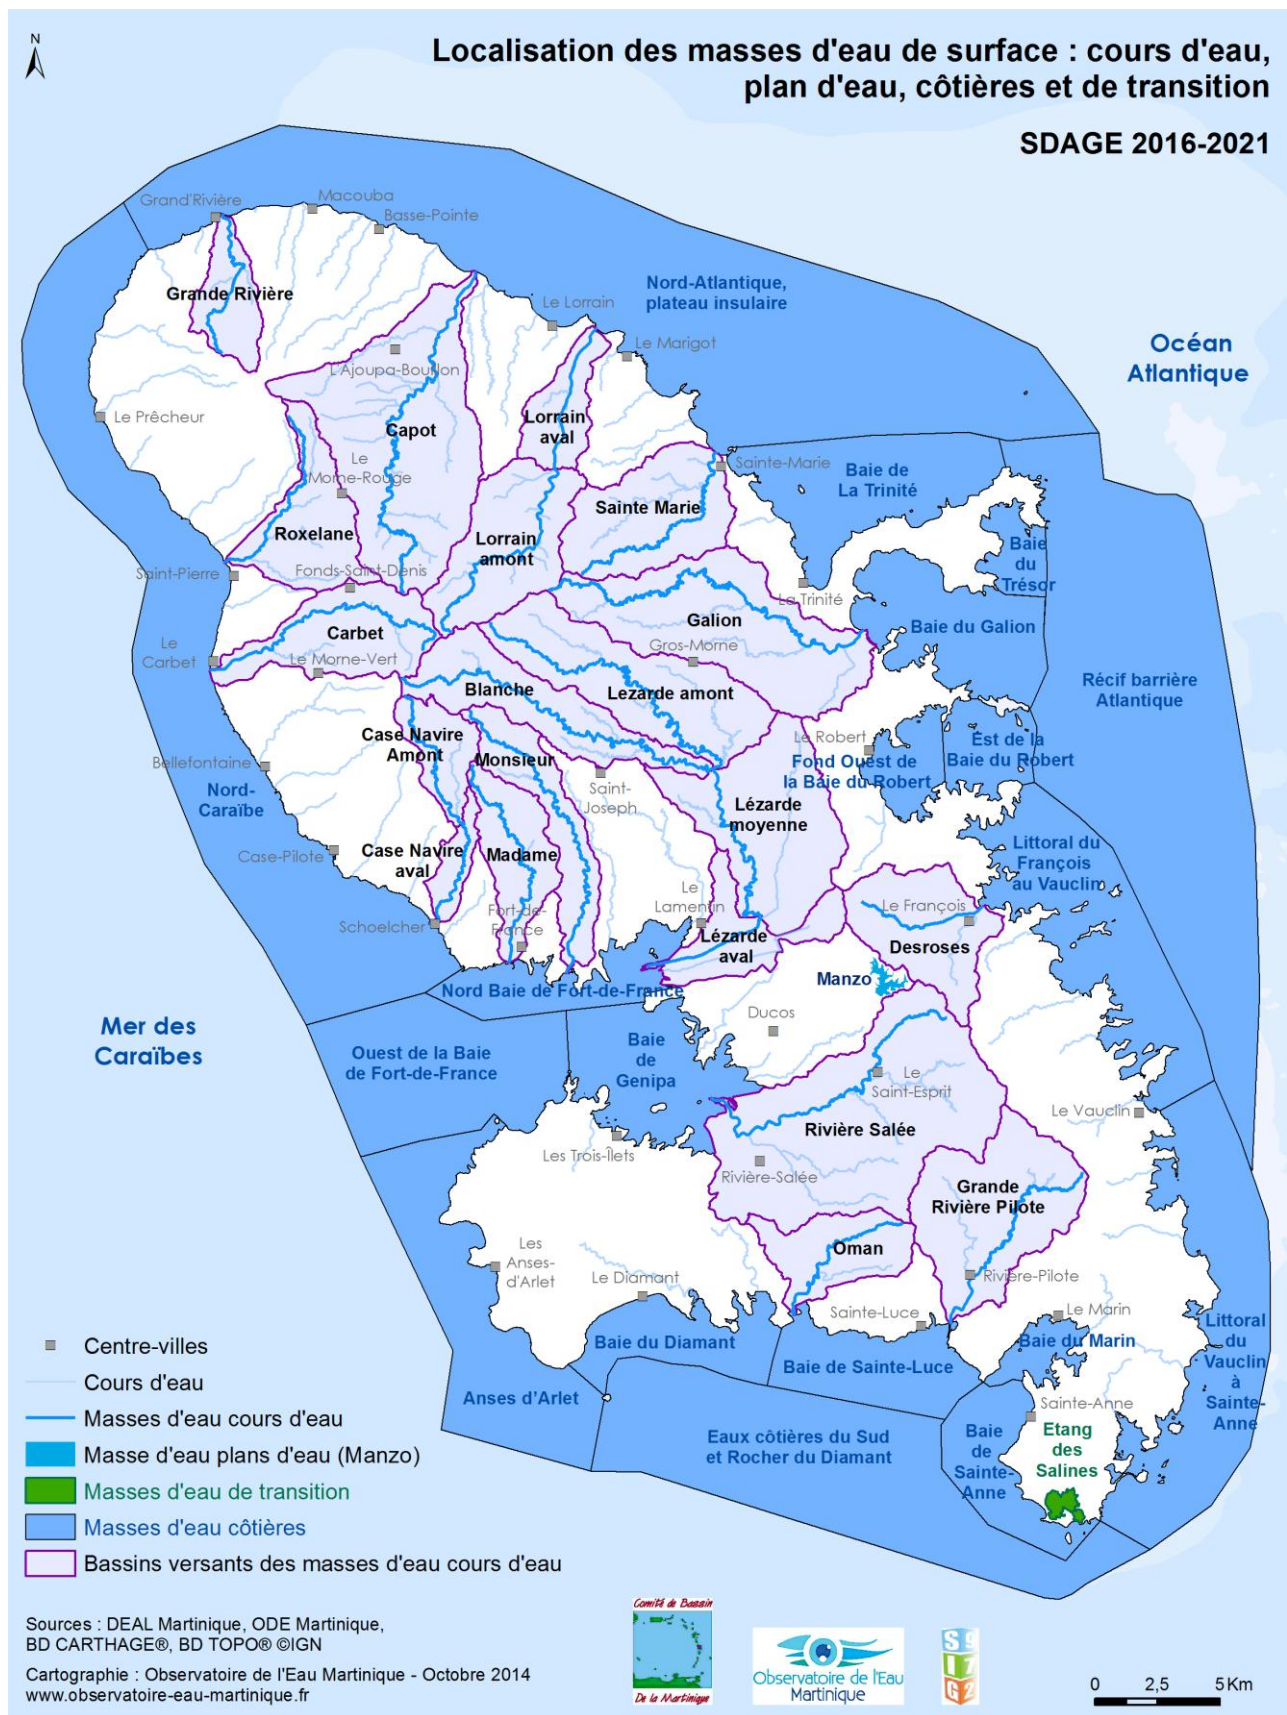 N
Localisation des masses d'eau de surface : cours d'eau,
plan d'eau, côtières et de transition
SDAGE 2016-2021
Grand'Rivière
Macouba
Basse-Pointe
Grande Rivière
Nord-Atlantique,
plateau insulaire
Le Lorrain
Le Marigot
Océan
Atlantique
L'Ajoupa-Bouillon
Le Prêcheur
Capot
Lorrain
aval
Le
Morne-Rouge
Sainte-Marie
Baie de
La Trinité
Sainte Marie
Roxelane
Lorrain
amont
Baie
du
Trésor
Saint-Pierre
Fonds-Saint-Denis
La Trinité
Galion
Baie du Galion
Carbet
Le
Carbet
Le Morne-Vert
Gros-Morne
Blanche
Lezarde amont
Récif barrière
Atlantique
Case Navire
Amont
Monsieur
Le Robert
Fond Ouest de
la Baie du Robert
Est de la
Baie du Robert
Bellefontaine
Nord-
Caraïbe
Saint-
Joseph
Lézarde
moyenne
Case-Pilote
Case Navire
aval
Madame
Littoral du
François
au Vauclin
Le
Lamentin
Le François
Schoelcher
Fort-de-
France
Lézarde
aval
Desroses
Manzo
Nord Baie de Fort-de-France
Mer des
Caraïbes
Ouest de la Baie
de Fort-de-France
Baie
de
Genipa
Ducos
Le
Saint-Esprit
Le Vauclin
Rivière Salée
Les Trois-Îlets
Rivière-Salée
Grande
Rivière Pilote
Oman
Les
Anses-
d'Arlet
Le Diamant
Rivière-Pilote
Sainte-Luce
Le Marin
Baie du Marin
Baie du Diamant
Baie de Sainte-Luce
Littoral
du
Vauclin
à
Sainte-
Anne
Anses d'Arlet
Sainte-Anne
Eaux côtières du Sud
et Rocher du Diamant
Baie
de
Sainte-
Anne
Etang
des
Salines
Centre-villes
Cours d'eau
Masses d'eau cours d'eau
Masse d'eau plans d'eau (Manzo)
Masses d'eau de transition
Masses d'eau côtières
Bassins versants des masses d'eau cours d'eau
Sources : DEAL Martinique, ODE Martinique,
BD CARTHAGE®, BD TOPO® ©IGN
Cartographie : Observatoire de l'Eau Martinique - Octobre 2014
www.observatoire-eau-martinique.fr
Comité de Bassin
De la Martinique
Observatoire de l'Eau
Martinique
S 9
I 7
G 2
0 2,5 5 Km